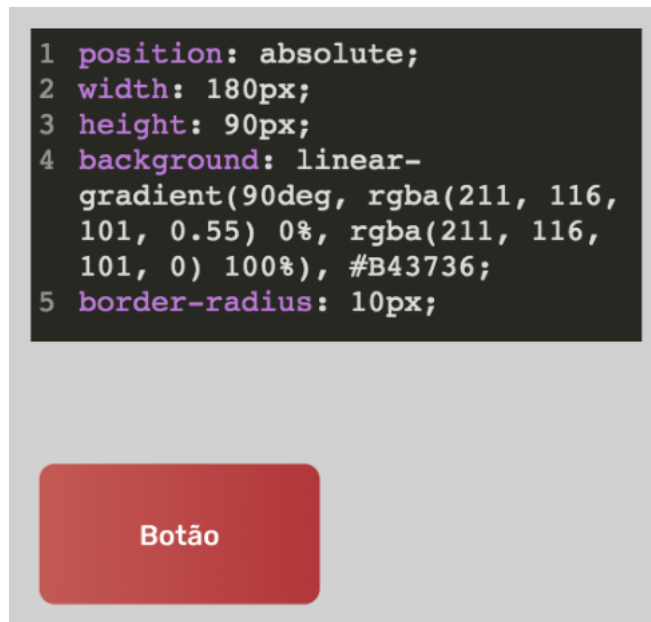 1 position: absolute;
2 width: 180px;
3 height: 90px;
4 background: linear-
gradient(90deg, rgba(211, 116,
101, 0.55) 0%, rgba(211, 116,
101, 0) 100%), #B43736;
5 border-radius: 10px;
Botão